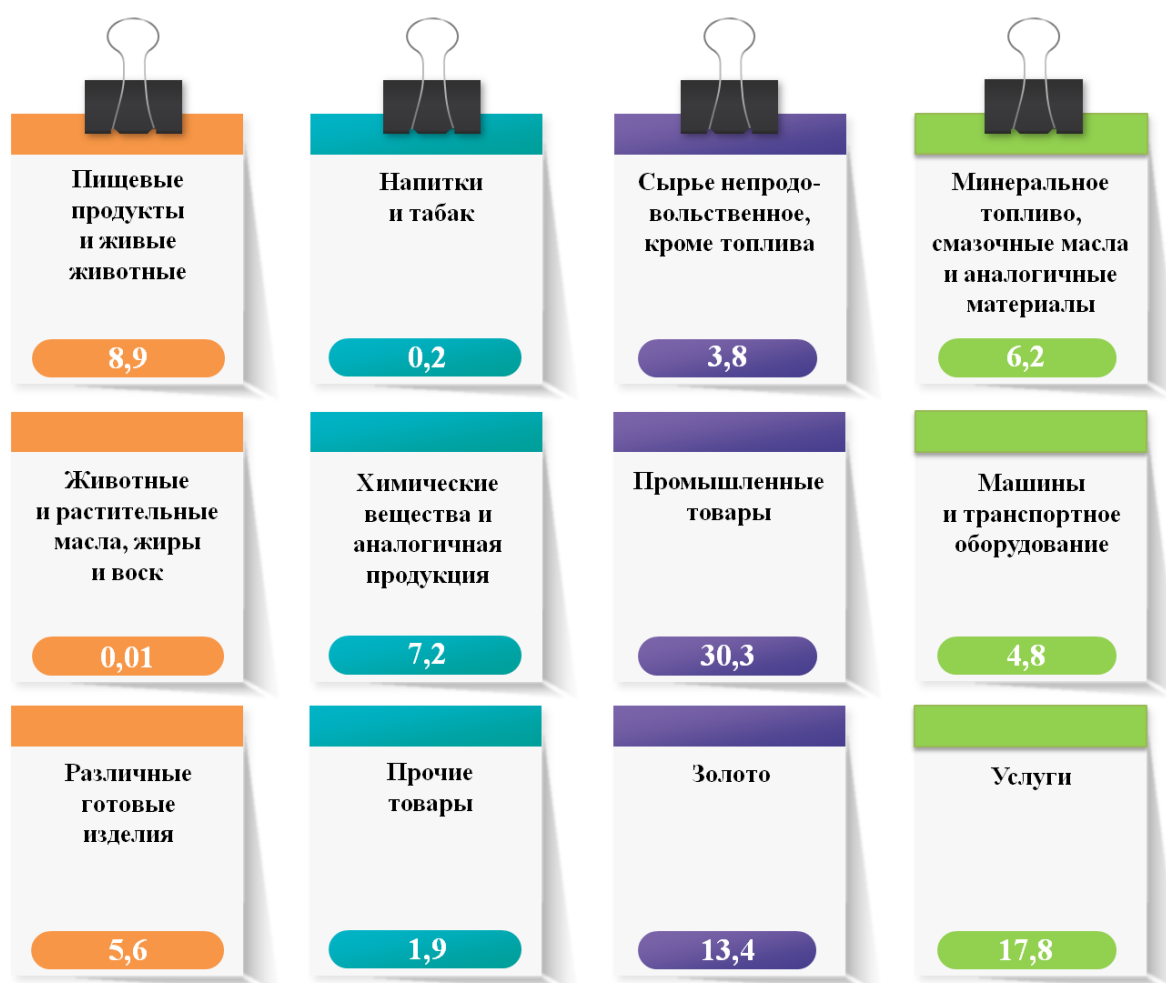 Пищевые
продукты
и живые
животные
8,9
Напитки
и табак
0,2
Сырье непродо-
вольственное,
кроме топлива
3,8
Минеральное
топливо,
смазочные масла
и аналогичные
материалы
6,2
Животные
и растительные
масла, жиры
и воск
0,01
Химические
вещества и
аналогичная
продукция
7,2
Промышленные
товары
30,3
Машины
и транспортное
оборудование
4,8
Различные
готовые
изделия
5,6
Прочие
товары
1,9
Золото
13,4
Услуги
17,8